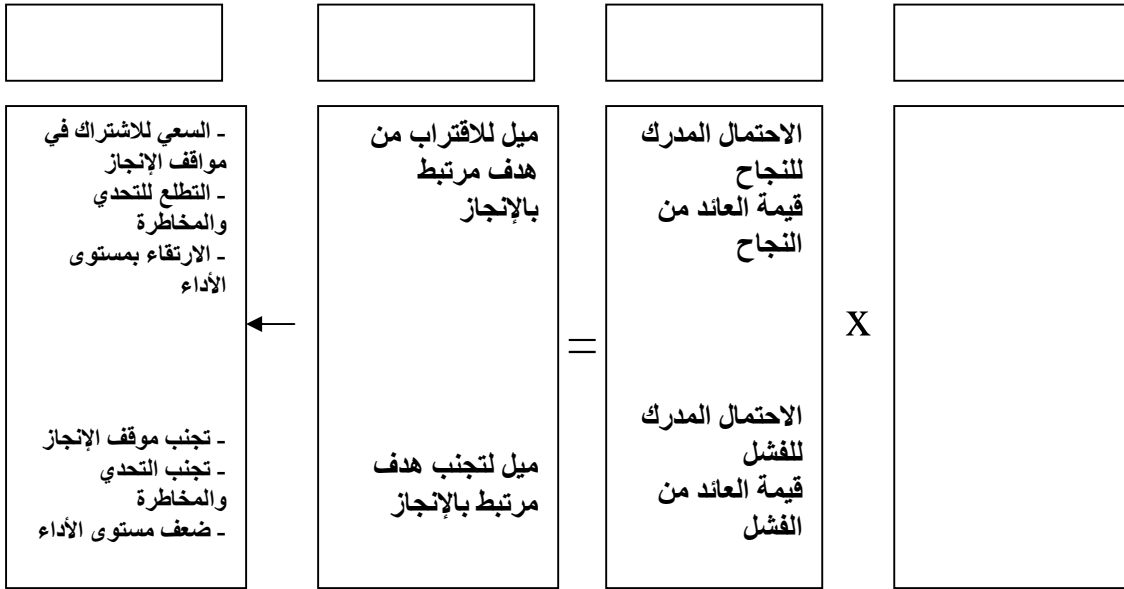 الاحتمال المدرك
للنجاح
قيمة العائد من
النجاح
الاحتمال المدرك
للفشل
قيمة العائد من
الفشل
X
=
ميل للاقتراب من
هدف مرتبط
بالإنجاز
ميل لتجنب هدف
مرتبط بالإنجاز
- السعي للاشتراك في
مواقف الإنجاز
- التطلع للتحدي
والمخاطرة
- الارتقاء بمستوى
الأداء
- تجنب موقف الإنجاز
- تجنب التحدي
والمخاطرة
- ضعف مستوى الأداء